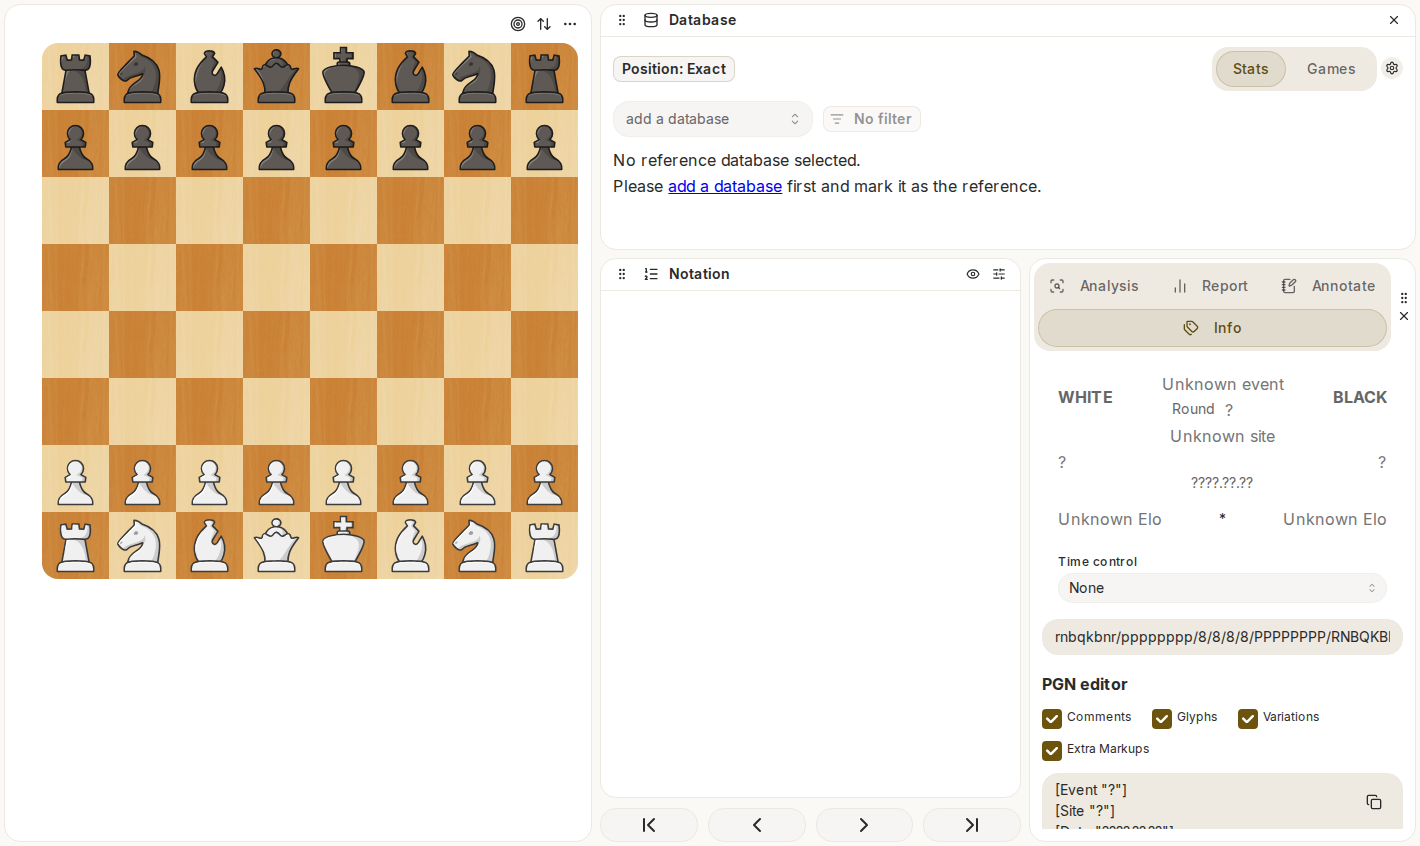 Database
Position: Exact
Stats Games
add a database No filter
No reference database selected.
Please add a database first and mark it as the reference.
Notation
Analysis Report Annotate
Info
WHITE Unknown event BLACK
Round ?
Unknown site
? ?
????.??.??
Unknown Elo * Unknown Elo
Time control
None
rnbqkbnr/pppppppp/8/8/8/8/PPPPPPPP/RNBQKB
PGN editor
Comments Glyphs Variations
Extra Markups
[Event "?"]
[Site "?"]
[Date "????.??.??"]